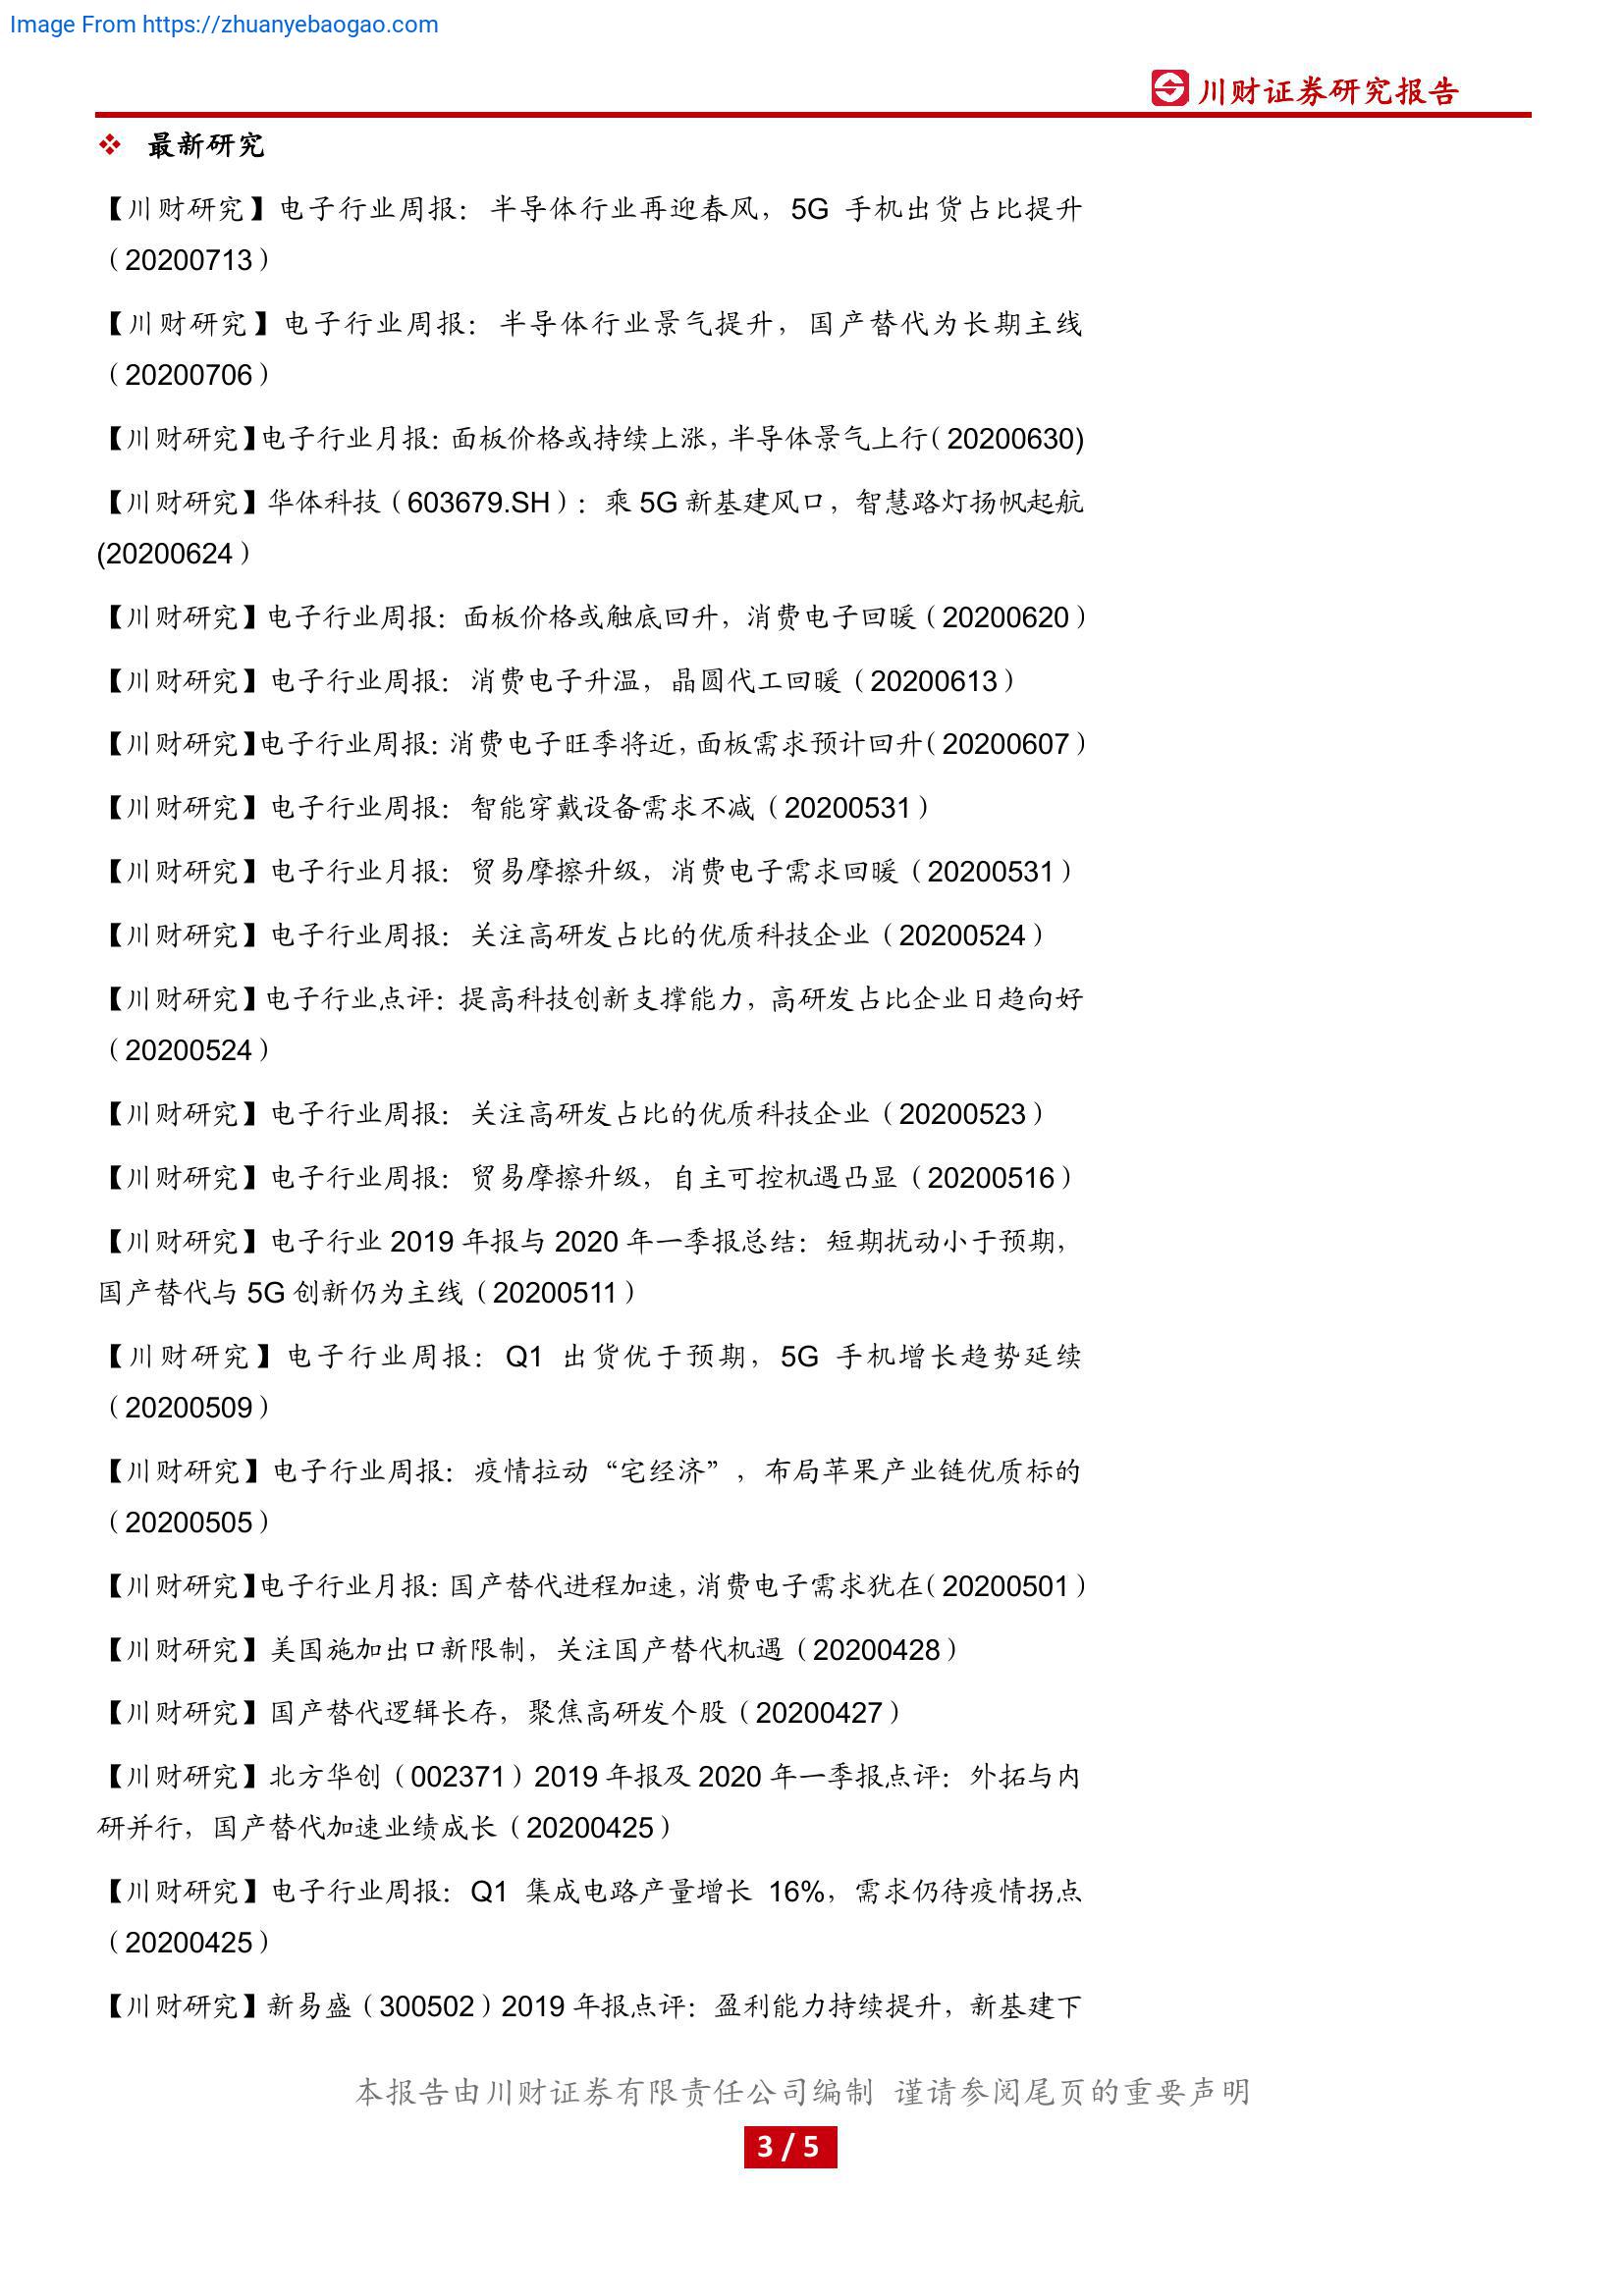 Image From https://zhuanyebaogao.com
川财证券研究报告
❖ 最新研究
【川财研究】电子行业周报：半导体行业再迎春风，5G 手机出货占比提升
（20200713）
【川财研究】电子行业周报：半导体行业景气提升，国产替代为长期主线
（20200706）
【川财研究】电子行业月报：面板价格或持续上涨，半导体景气上行（20200630)
【川财研究】华体科技（603679.SH）：乘 5G 新基建风口，智慧路灯扬帆起航
(20200624）
【川财研究】电子行业周报：面板价格或触底回升，消费电子回暖（20200620）
【川财研究】电子行业周报：消费电子升温，晶圆代工回暖（20200613）
【川财研究】电子行业周报：消费电子旺季将近，面板需求预计回升（20200607）
【川财研究】电子行业周报：智能穿戴设备需求不减（20200531）
【川财研究】电子行业月报：贸易摩擦升级，消费电子需求回暖（20200531）
【川财研究】电子行业周报：关注高研发占比的优质科技企业（20200524）
【川财研究】电子行业点评：提高科技创新支撑能力，高研发占比企业日趋向好
（20200524）
【川财研究】电子行业周报：关注高研发占比的优质科技企业（20200523）
【川财研究】电子行业周报：贸易摩擦升级，自主可控机遇凸显（20200516）
【川财研究】电子行业 2019 年报与 2020 年一季报总结：短期扰动小于预期，
国产替代与 5G 创新仍为主线（20200511）
【川财研究】电子行业周报：Q1 出货优于预期，5G 手机增长趋势延续
（20200509）
【川财研究】电子行业周报：疫情拉动“宅经济”，布局苹果产业链优质标的
（20200505）
【川财研究】电子行业月报：国产替代进程加速，消费电子需求犹在（20200501）
【川财研究】美国施加出口新限制，关注国产替代机遇（20200428）
【川财研究】国产替代逻辑长存，聚焦高研发个股（20200427）
【川财研究】北方华创（002371）2019 年报及 2020 年一季报点评：外拓与内
研并行，国产替代加速业绩成长（20200425）
【川财研究】电子行业周报：Q1 集成电路产量增长 16%，需求仍待疫情拐点
（20200425）
【川财研究】新易盛（300502）2019 年报点评：盈利能力持续提升，新基建下
本报告由川财证券有限责任公司编制 谨请参阅尾页的重要声明
3 / 5